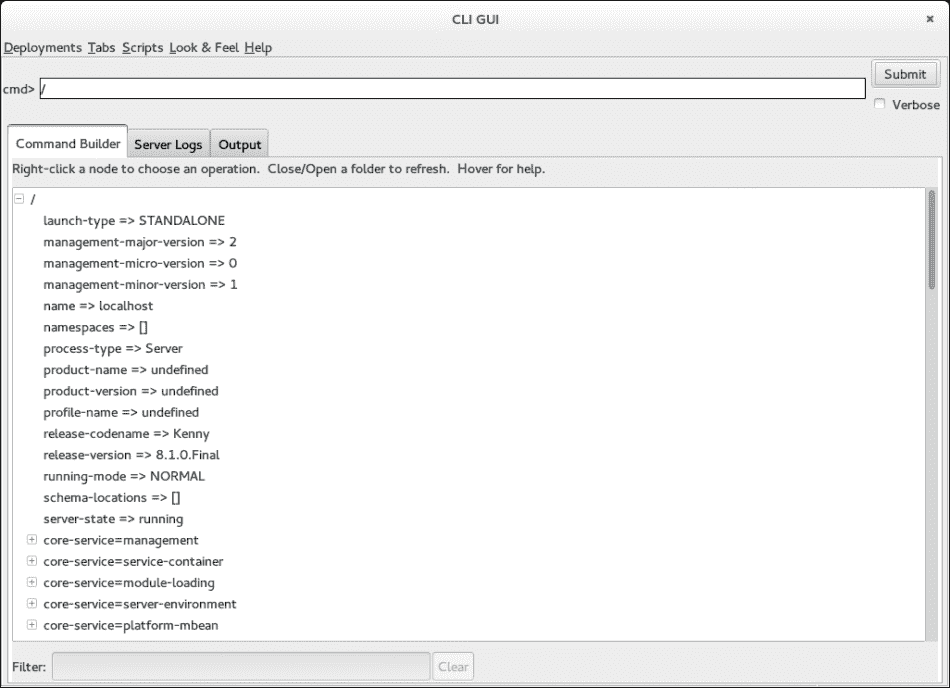 CLI GUI
Deployments Tabs Scripts Look & Feel Help
cmd> /
Submit
Verbose
Command Builder Server Logs Output
Right-click a node to choose an operation. Close/Open a folder to refresh. Hover for help.
/
launch-type => STANDALONE
management-major-version => 2
management-micro-version => 0
management-minor-version => 1
name => localhost
namespaces => []
process-type => Server
product-name => undefined
product-version => undefined
profile-name => undefined
release-codename => Kenny
release-version => 8.1.0.Final
running-mode => NORMAL
schema-locations => []
server-state => running
core-service=management
core-service=service-container
core-service=module-loading
core-service=server-environment
core-service=platform-mbean
Filter: Clear